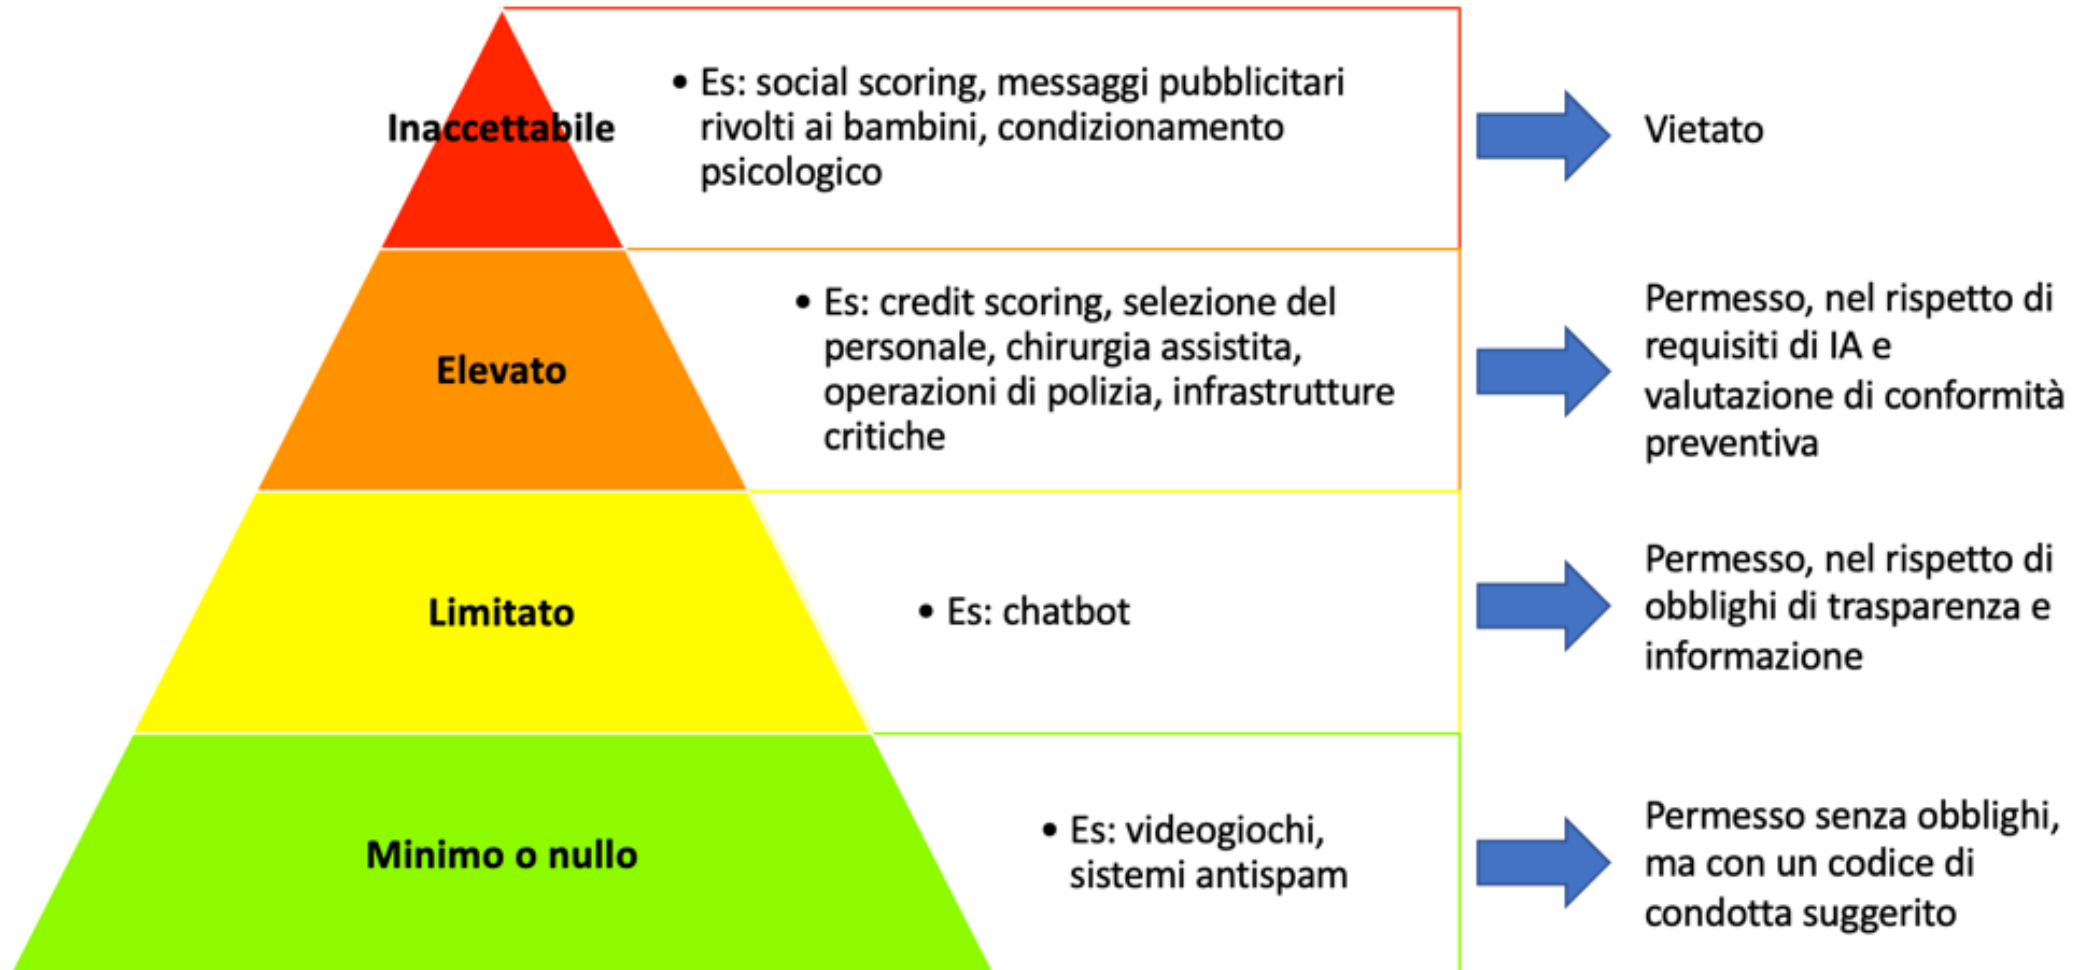 Inaccettabile
• Es: social scoring, messaggi pubblicitari
rivolti ai bambini, condizionamento
psicologico
Vietato
Elevato
• Es: credit scoring, selezione del
personale, chirurgia assistita,
operazioni di polizia, infrastrutture
critiche
Permesso, nel rispetto di
requisiti di IA e
valutazione di conformità
preventiva
Limitato
• Es: chatbot
Permesso, nel rispetto di
obblighi di trasparenza e
informazione
Minimo o nullo
• Es: videogiochi,
sistemi antispam
Permesso senza obblighi,
ma con un codice di
condotta suggerito